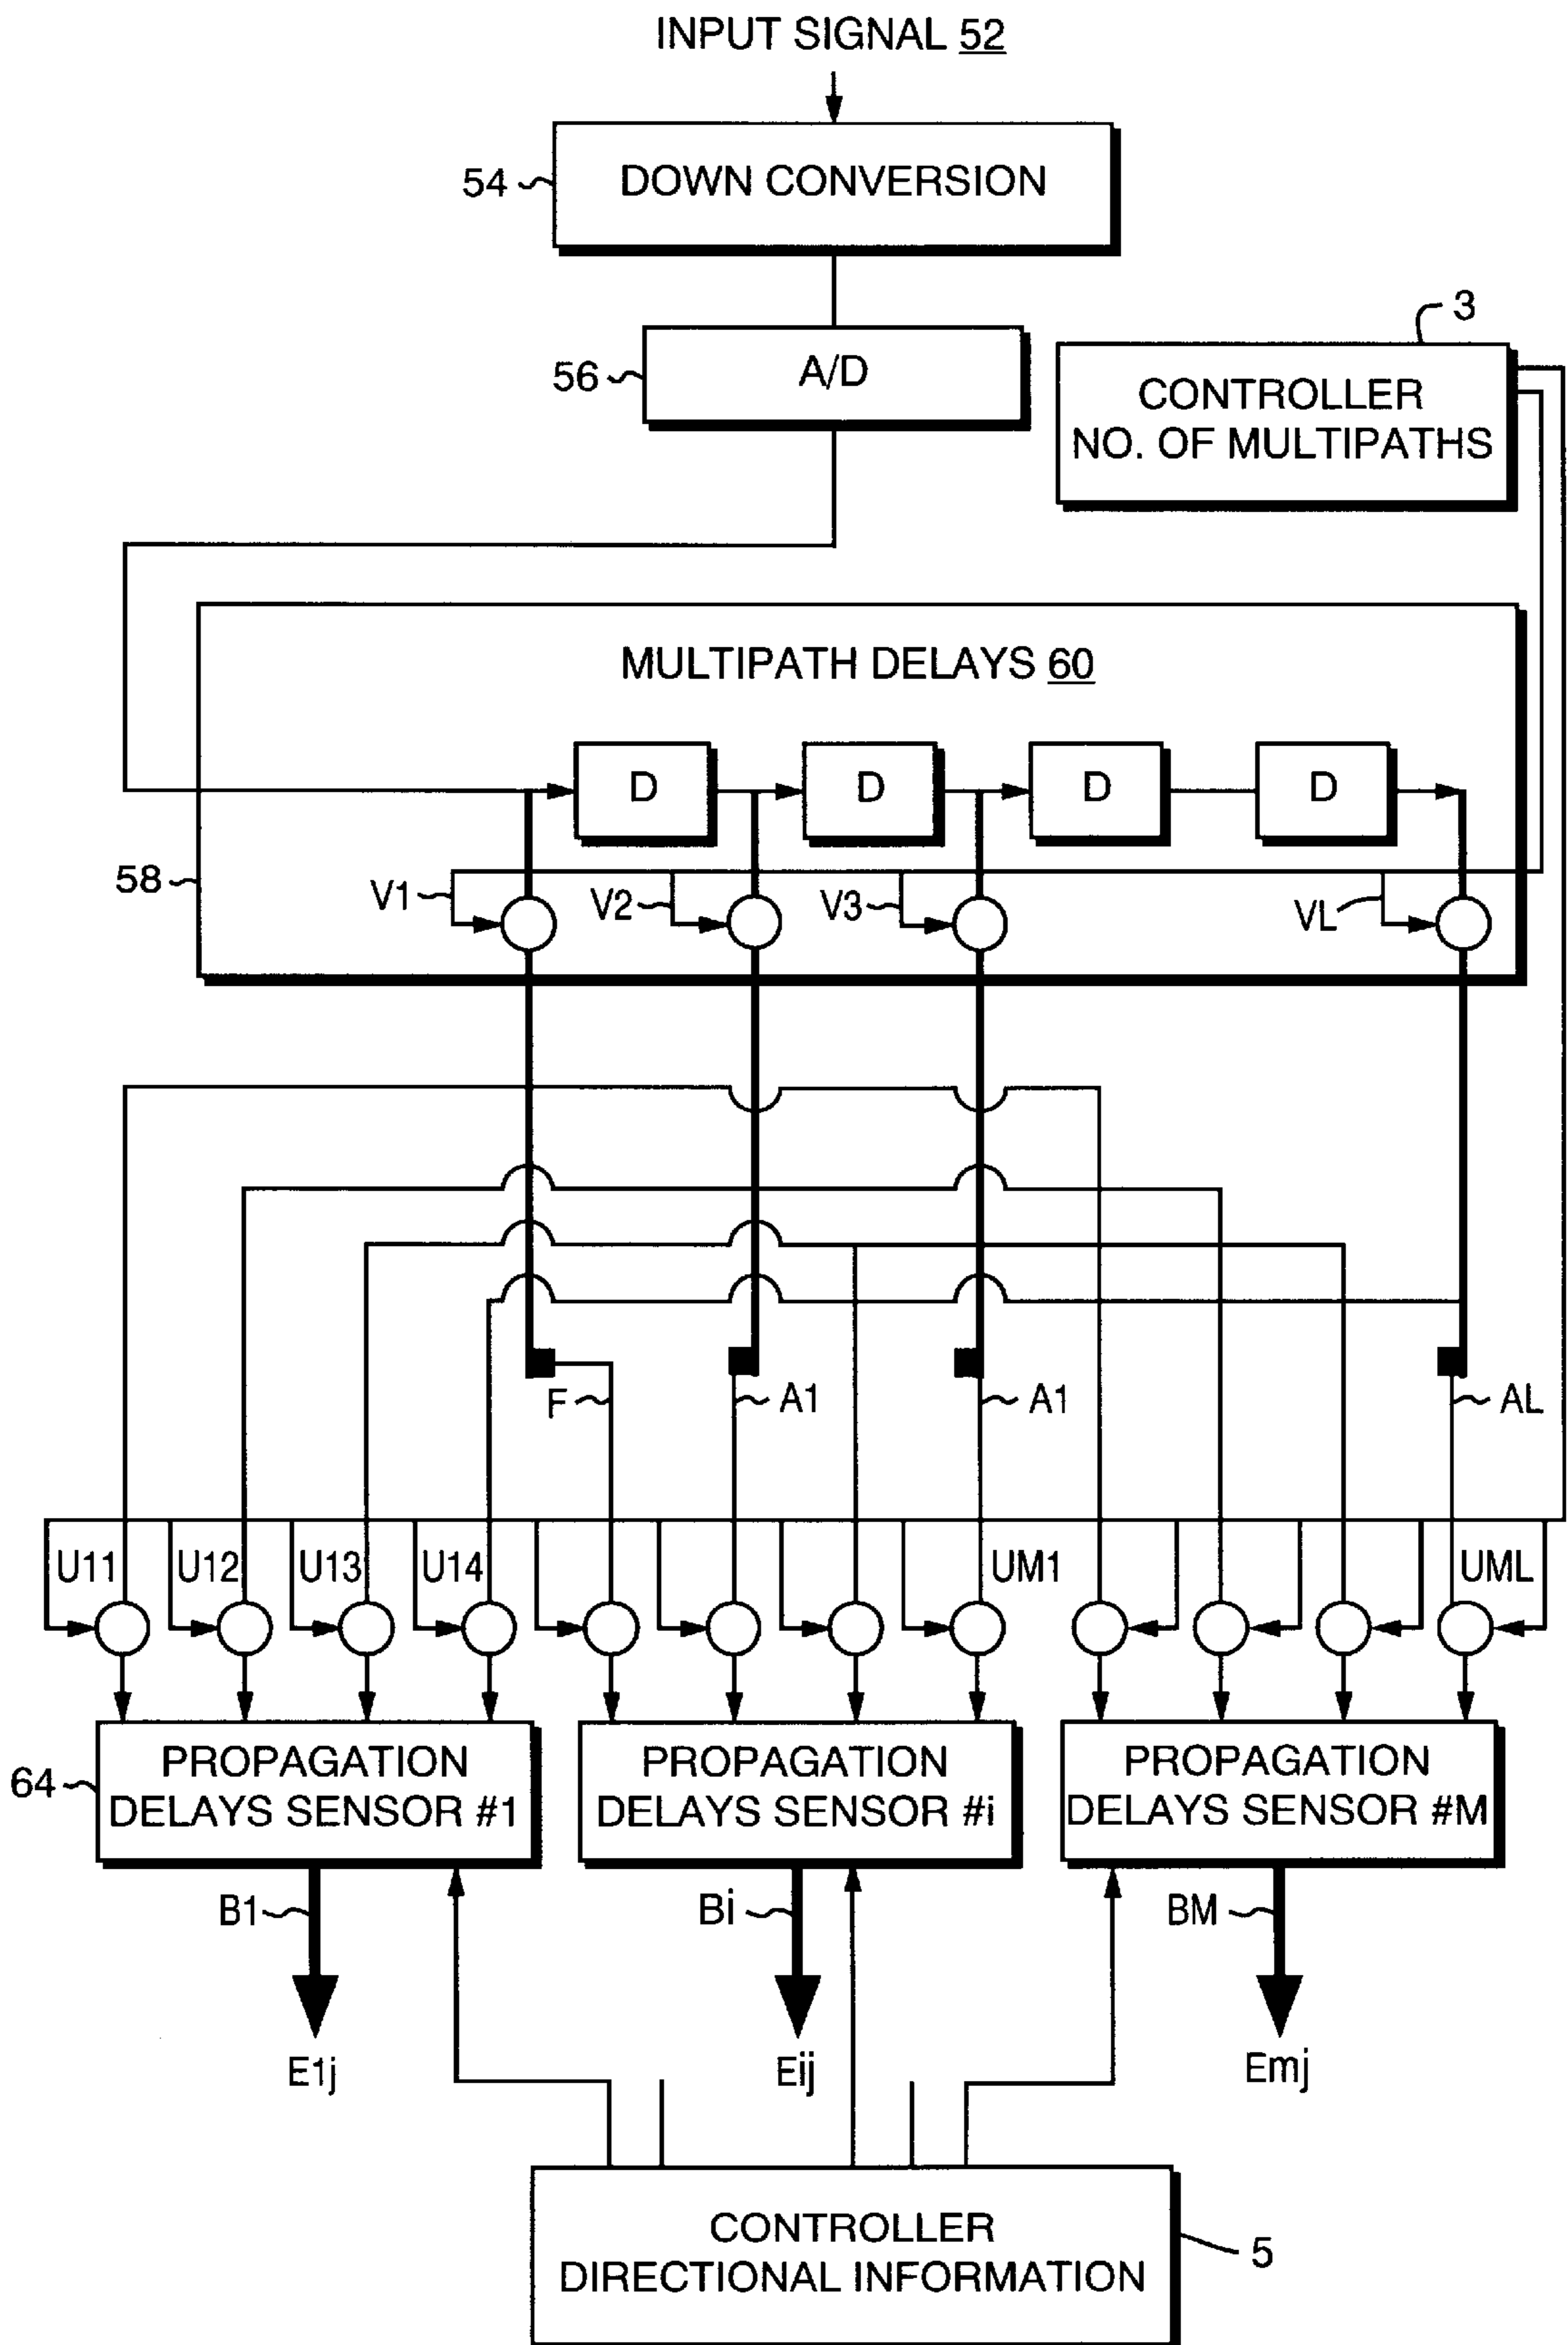 INPUT SIGNAL 52
54
DOWN CONVERSION
56
A/D
3
CONTROLLER
NO. OF MULTIPATHS
MULTIPATH DELAYS 60
D
D
D
D
58
V1
V2
V3
VL
F
A1
A1
AL
U11
U12
U13
U14
UM1
UML
64
PROPAGATION
DELAYS SENSOR #1
PROPAGATION
DELAYS SENSOR #i
PROPAGATION
DELAYS SENSOR #M
B1
Bi
BM
E1j
Eij
Emj
CONTROLLER
DIRECTIONAL INFORMATION
5